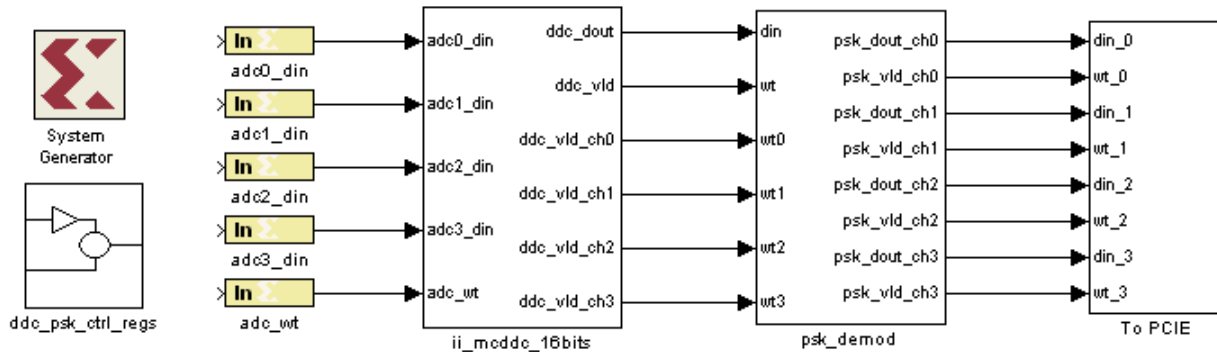 System
Generator
ddc_psk_ctrl_regs
In
adc0_din
In
adc1_din
In
adc2_din
In
adc3_din
In
adc_wt
adc0_din
adc1_din
adc2_din
adc3_din
adc_wt
ddc_dout
ddc_vld
ddc_vld_ch0
ddc_vld_ch1
ddc_vld_ch2
ddc_vld_ch3
ii_mcddc_16bits
din
wt
wt0
wt1
wt2
wt3
psk_dout_ch0
psk_vld_ch0
psk_dout_ch1
psk_vld_ch1
psk_dout_ch2
psk_vld_ch2
psk_dout_ch3
psk_vld_ch3
psk_demod
din_0
wt_0
din_1
wt_1
din_2
wt_2
din_3
wt_3
To PCIE